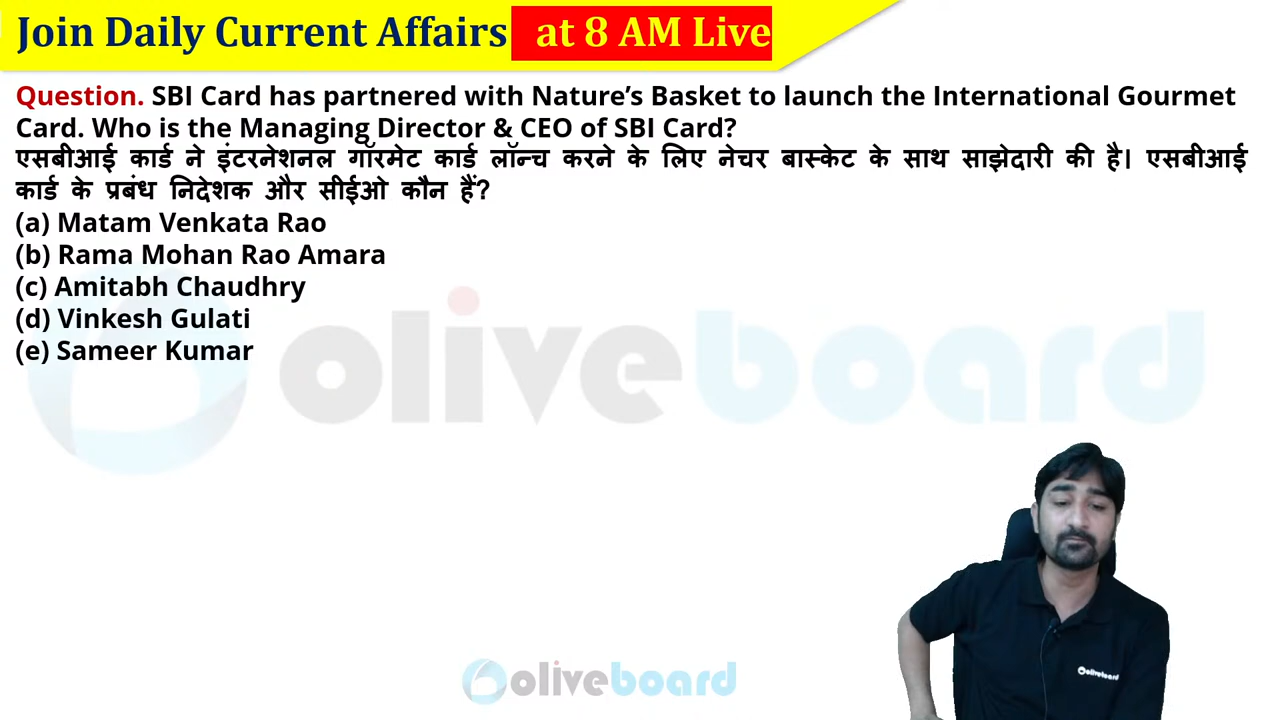 Join Daily Current Affairs at 8 AM Live
Question. SBI Card has partnered with Nature’s Basket to launch the International Gourmet
Card. Who is the Managing Director & CEO of SBI Card?
एसबीआई कार्ड ने इंटरनेशनल गॉरमेट कार्ड लॉन्च करने के लिए नेचर बास्केट के साथ साझेदारी की है। एसबीआई
कार्ड के प्रबंध निदेशक और सीईओ कौन हैं?
(a) Matam Venkata Rao
(b) Rama Mohan Rao Amara
(c) Amitabh Chaudhry
(d) Vinkesh Gulati
(e) Sameer Kumar
oliveboard
oliveboard
oliveboard